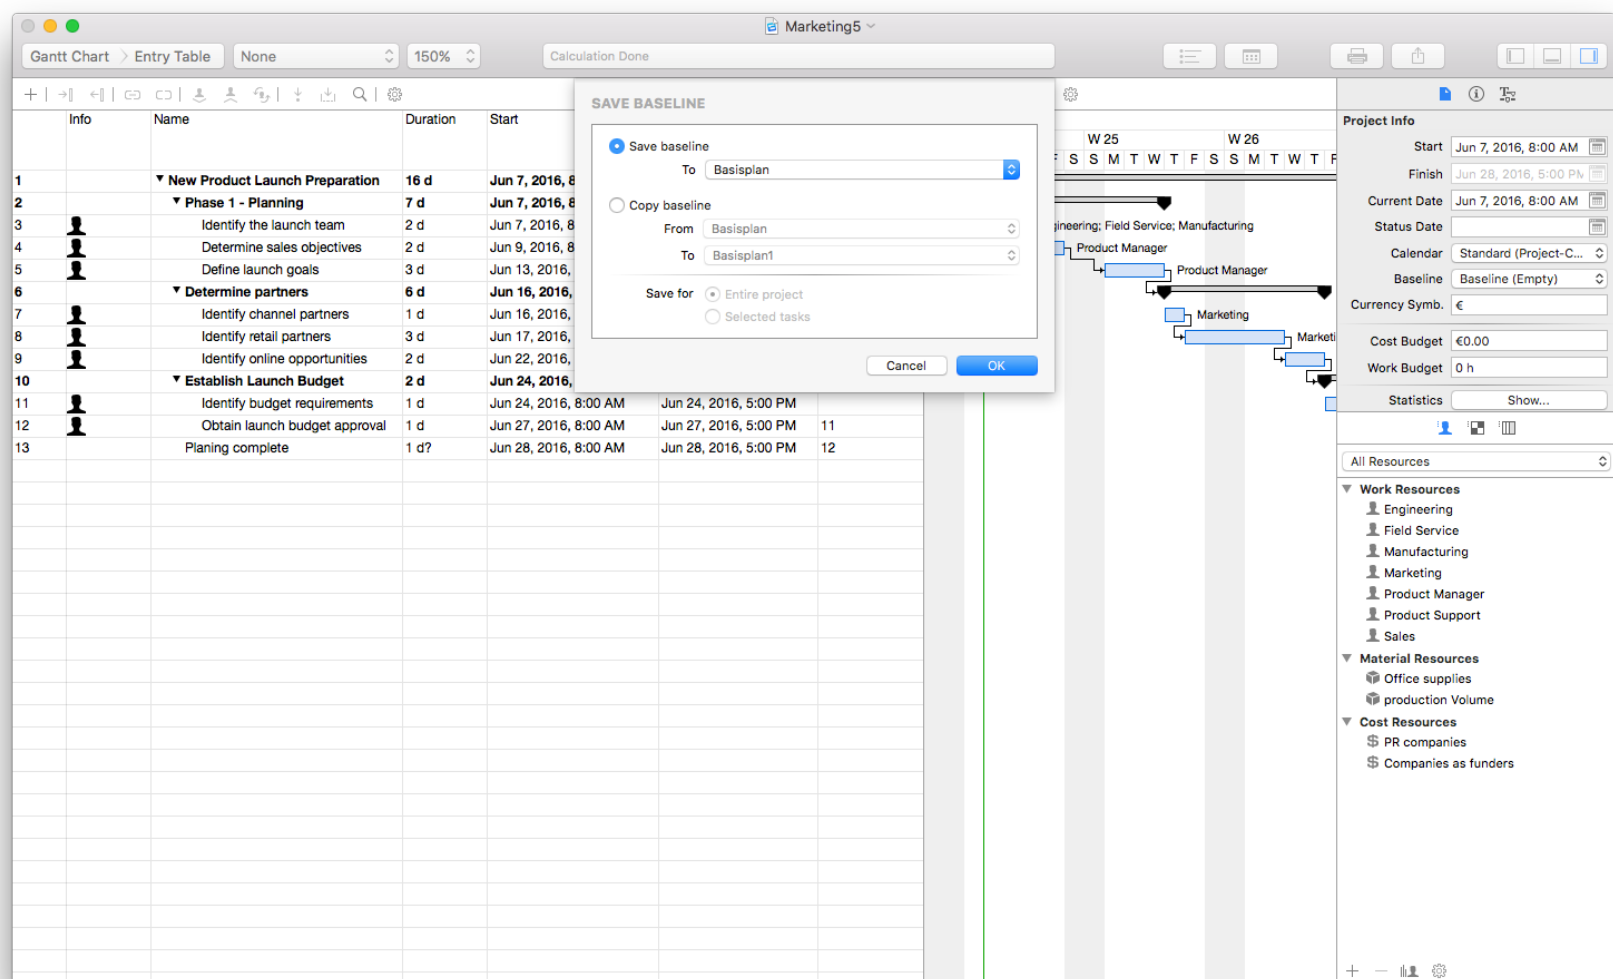 Marketing5
Gantt Chart Entry Table None 150% Calculation Done
Info Name Duration Start
1 New Product Launch Preparation 16 d Jun 7, 2016, 8
2 Phase 1 - Planning 7 d Jun 7, 2016, 8
3 Identify the launch team 2 d Jun 7, 2016, 8
4 Determine sales objectives 2 d Jun 9, 2016, 8
5 Define launch goals 3 d Jun 13, 2016,
6 Determine partners 6 d Jun 16, 2016,
7 Identify channel partners 1 d Jun 16, 2016,
8 Identify retail partners 3 d Jun 17, 2016,
9 Identify online opportunities 2 d Jun 22, 2016,
10 Establish Launch Budget 2 d Jun 24, 2016,
11 Identify budget requirements 1 d Jun 24, 2016, 8:00 AM Jun 24, 2016, 5:00 PM
12 Obtain launch budget approval 1 d Jun 27, 2016, 8:00 AM Jun 27, 2016, 5:00 PM 11
13 Planing complete 1 d? Jun 28, 2016, 8:00 AM Jun 28, 2016, 5:00 PM 12
SAVE BASELINE
Save baseline
To Basisplan
Copy baseline
From Basisplan
To Basisplan1
Save for Entire project
Selected tasks
Cancel OK
W 25 W 26
F S S M T W T F S S M T W T F
gineering; Field Service; Manufacturing
Product Manager
Product Manager
Marketing
Marketi
Project Info
Start Jun 7, 2016, 8:00 AM
Finish Jun 28, 2016, 5:00 PM
Current Date Jun 7, 2016, 8:00 AM
Status Date
Calendar Standard (Project-C...
Baseline Baseline (Empty)
Currency Symb. €
Cost Budget €0.00
Work Budget 0 h
Statistics Show...
All Resources
Work Resources
Engineering
Field Service
Manufacturing
Marketing
Product Manager
Product Support
Sales
Material Resources
Office supplies
production Volume
Cost Resources
PR companies
Companies as funders